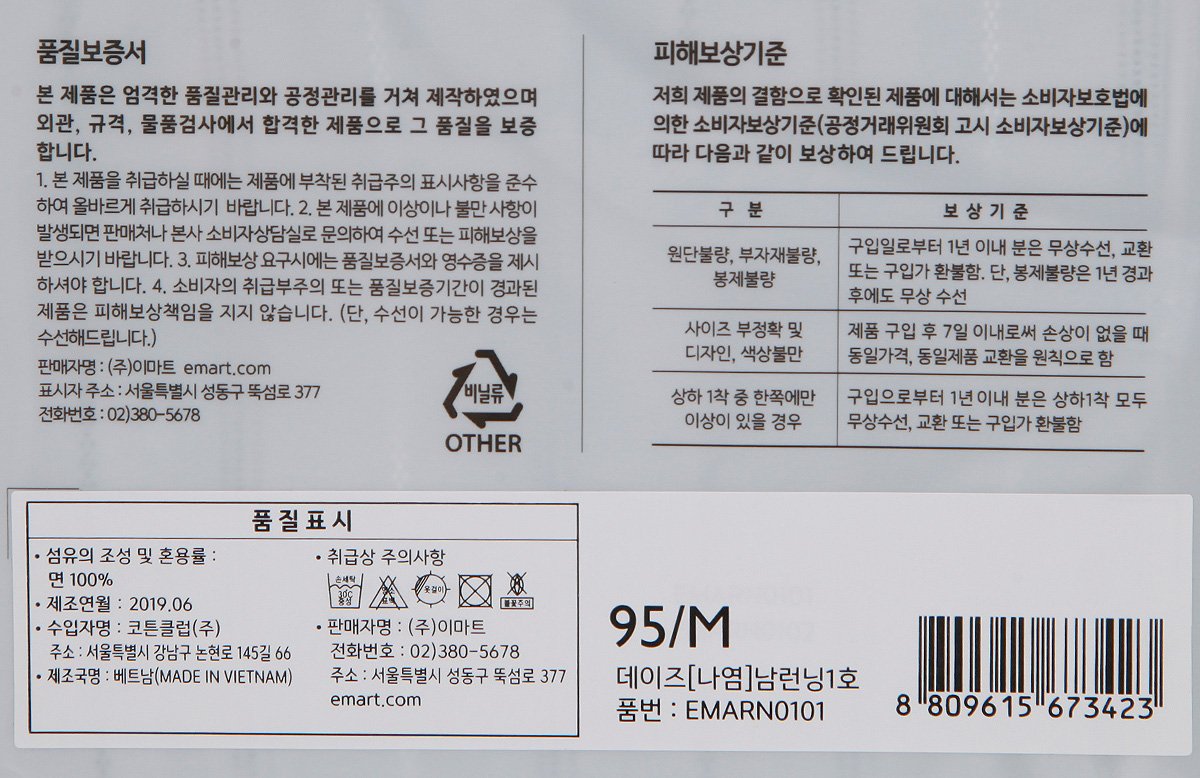 품질보증서
본 제품은 엄격한 품질관리와 공정관리를 거쳐 제작하였으며
외관, 규격, 물품검사에서 합격한 제품으로 그 품질을 보증
합니다.
1. 본 제품을 취급하실 때에는 제품에 부착된 취급주의 표시사항을 준수
하여 올바르게 취급하시기 바랍니다. 2. 본 제품에 이상이나 불만 사항이
발생되면 판매처나 본사 소비자상담실로 문의하여 수선 또는 피해보상을
받으시기 바랍니다. 3. 피해보상 요구시에는 품질보증서와 영수증을 제시
하셔야 합니다. 4. 소비자의 취급부주의 또는 품질보증기간이 경과된
제품은 피해보상책임을 지지 않습니다. (단, 수선이 가능한 경우는
수선해드립니다.)
판매자명 : (주)이마트 emart.com
표시자 주소 : 서울특별시 성동구 뚝섬로 377
전화번호 : 02)380-5678
비닐류
OTHER
피해보상기준
저희 제품의 결함으로 확인된 제품에 대해서는 소비자보호법에
의한 소비자보상기준(공정거래위원회 고시 소비자보상기준)에
따라 다음과 같이 보상하여 드립니다.
구 분
보 상 기 준
원단불량, 부자재불량,
봉제불량
구입일로부터 1년 이내 분은 무상수선, 교환
또는 구입가 환불함. 단, 봉제불량은 1년 경과
후에도 무상 수선
사이즈 부정확 및
디자인, 색상불만
제품 구입 후 7일 이내로써 손상이 없을 때
동일가격, 동일제품 교환을 원칙으로 함
상하 1착 중 한쪽에만
이상이 있을 경우
구입으로부터 1년 이내 분은 상하1착 모두
무상수선, 교환 또는 구입가 환불함
품질표시
• 섬유의 조성 및 혼용률 :
면 100%
• 제조연월 : 2019.06
• 수입자명 : 코튼클럽(주)
주소 : 서울특별시 강남구 논현로 145길 66
• 제조국명 : 베트남(MADE IN VIETNAM)
• 취급상 주의사항
손세탁
30℃
중성
표백
옷걸이
불꽃주의
• 판매자명 : (주)이마트
전화번호 : 02)380-5678
주소 : 서울특별시 성동구 뚝섬로 377
emart.com
95/M
데이즈[나염]남런닝1호
품번 : EMARN0101
8 809615 673423